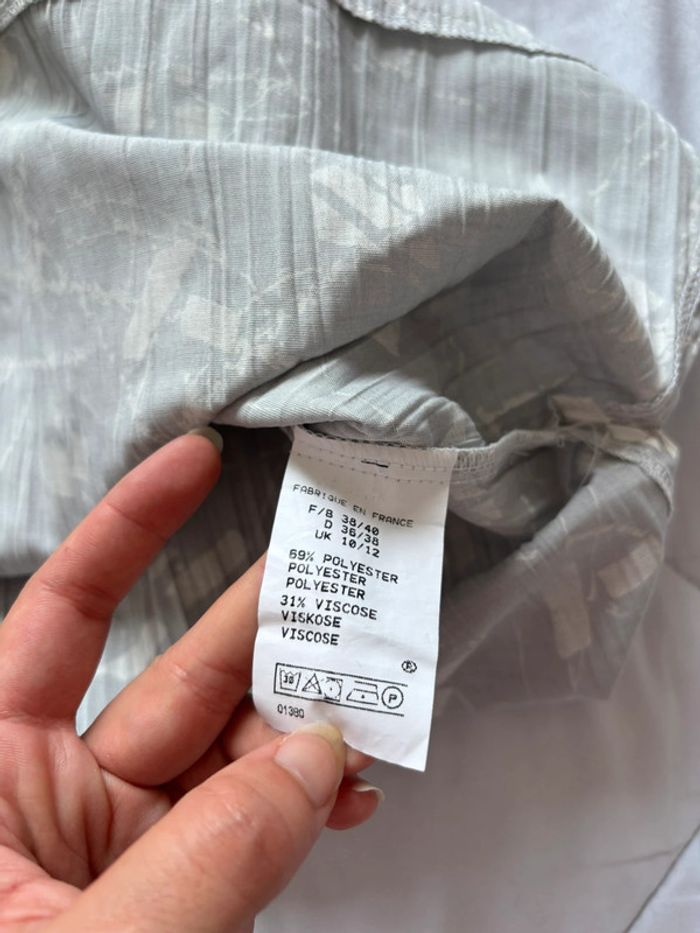 FABRIQUE EN FRANCE
F/B 38/40
D 36/38
UK 10/12
69% POLYESTER
POLYESTER
POLYESTER
31% VISCOSE
VISKOSE
VISCOSE
30
P
01380